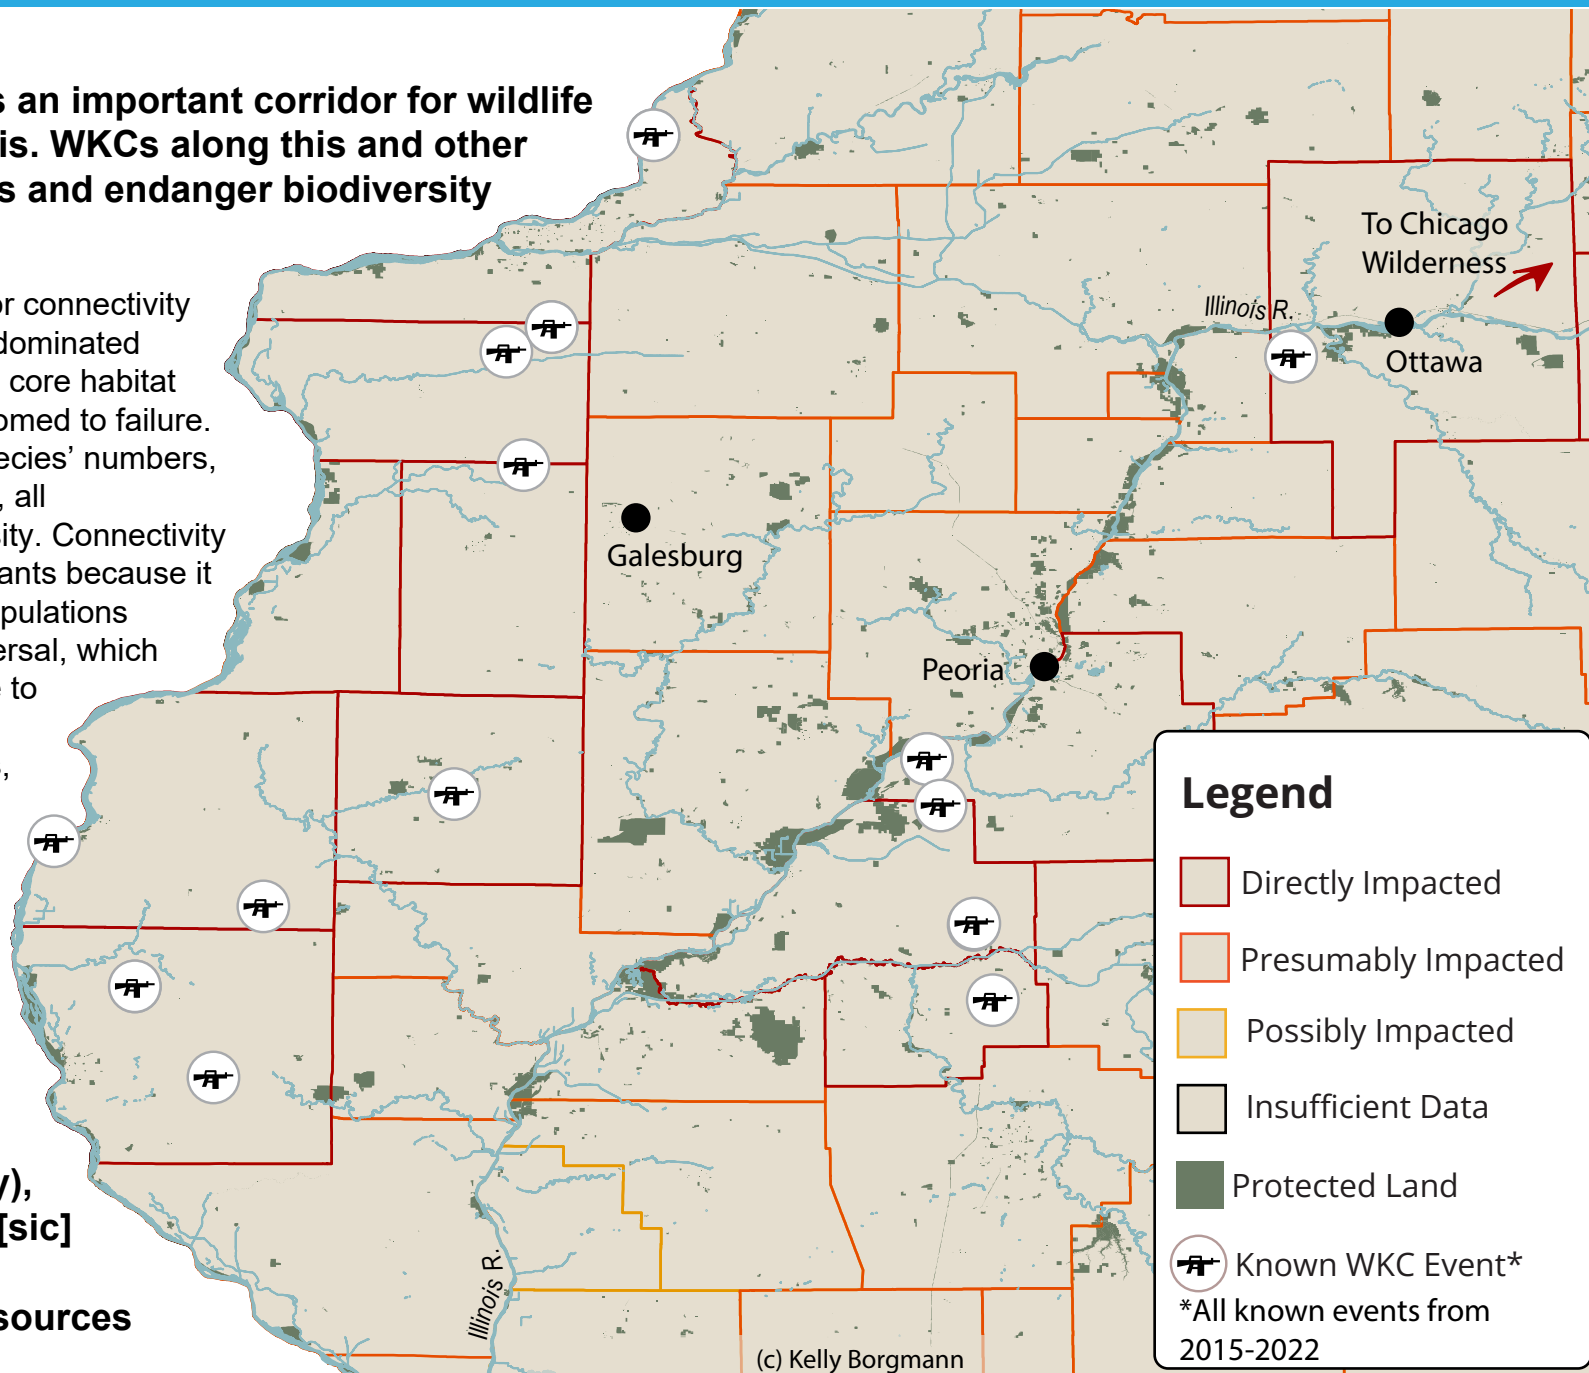 s an important corridor for wildlife
is. WKCs along this and other
s and endanger biodiversity
or connectivity
dominated
core habitat
omed to failure.
ecies’ numbers,
, all
sity. Connectivity
ants because it
pulations
ersal, which
e to
,
y),
[sic]
sources
To Chicago
Wilderness
Illinois R.
Ottawa
Galesburg
Peoria
Illinois R.
(c) Kelly Borgmann
Legend
Directly Impacted
Presumably Impacted
Possibly Impacted
Insufficient Data
Protected Land
Known WKC Event*
*All known events from
2015-2022